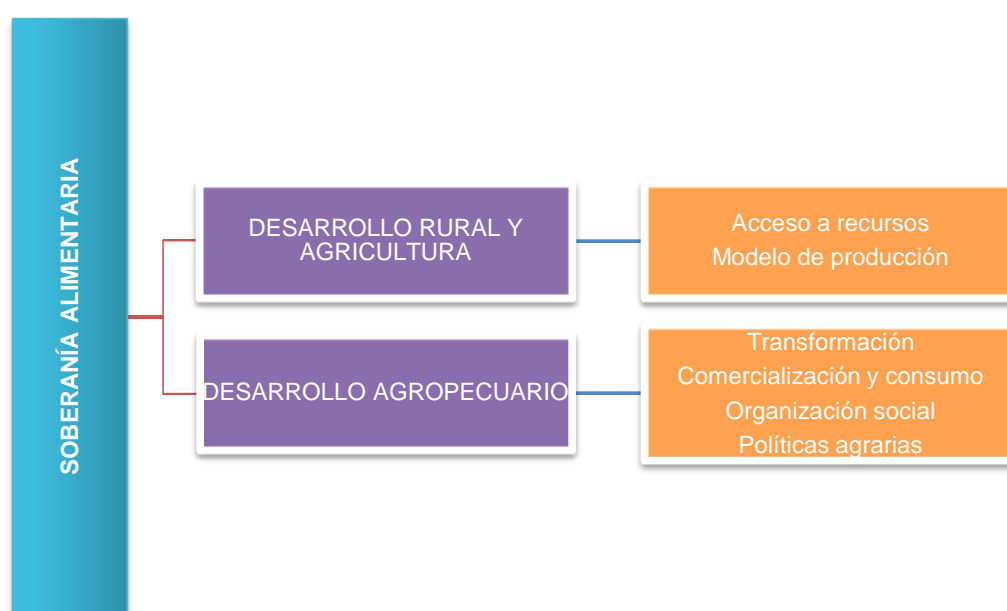 SOBERANÍA ALIMENTARIA
DESARROLLO RURAL Y
AGRICULTURA
Acceso a recursos
Modelo de producción
DESARROLLO AGROPECUARIO
Transformación
Comercialización y consumo
Organización social
Políticas agrarias